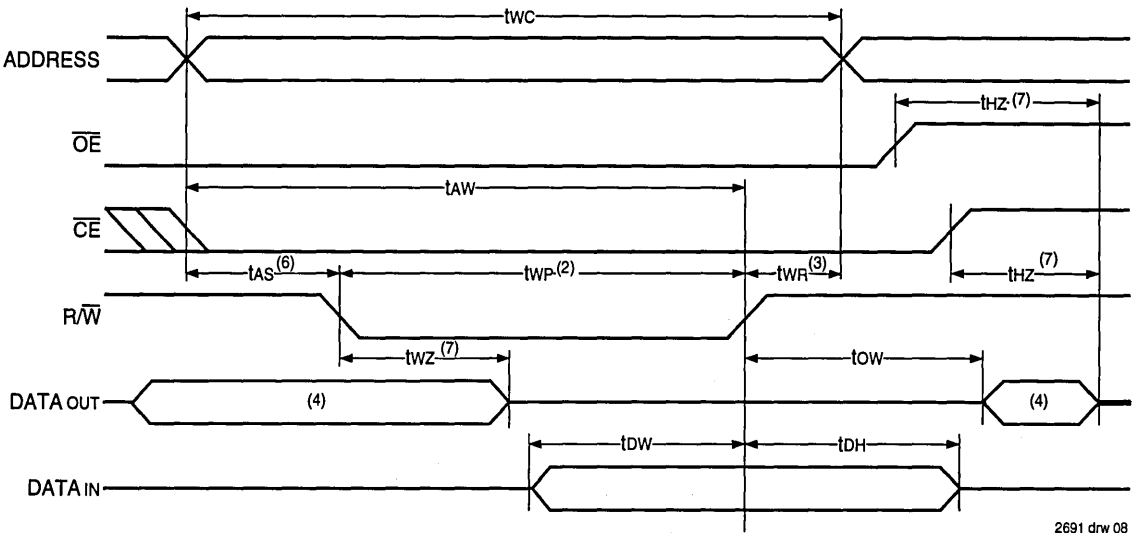 tWC
ADDRESS
tHZ (7)
OE
tAW
CE
tAS (6)
tWP (2)
tWR (3)
tHZ (7)
R/W
tWZ (7)
tOW
DATA OUT
(4)
(4)
tDW
tDH
DATA IN
2691 drw 08